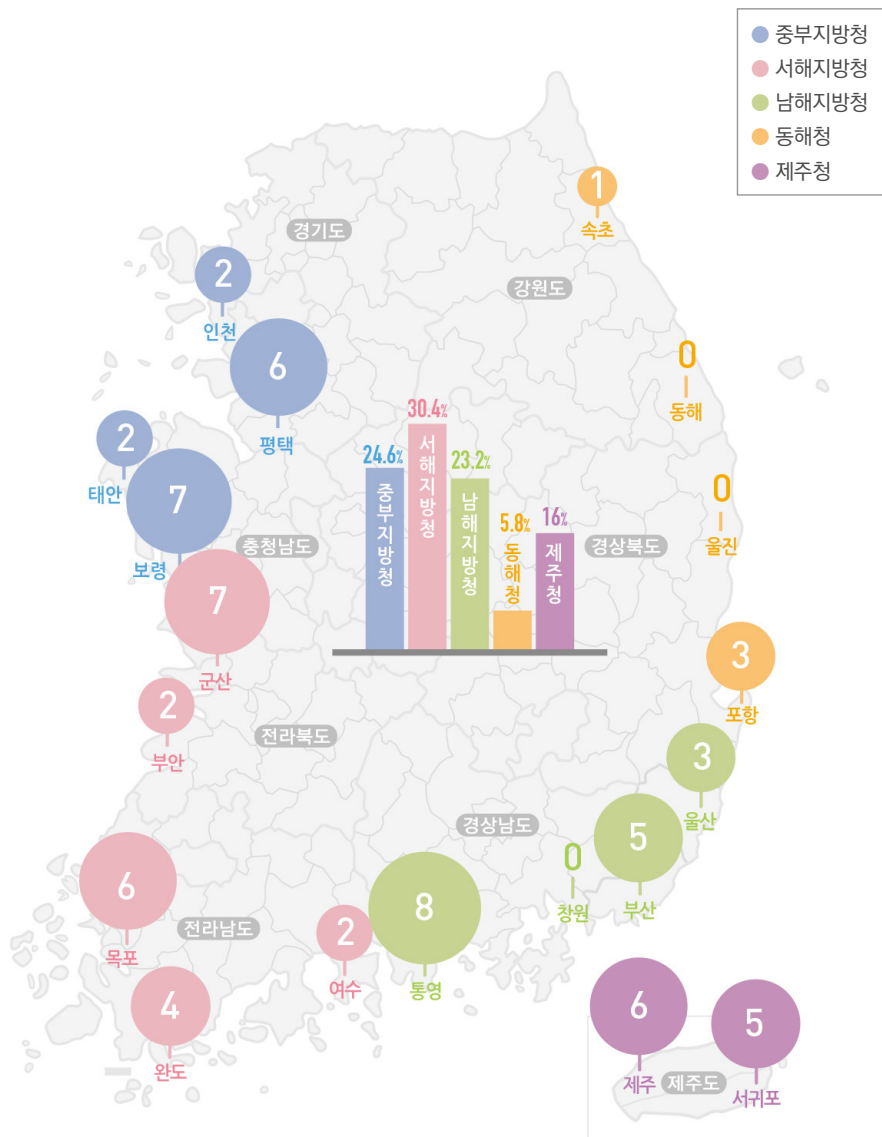 중부지방청
서해지방청
남해지방청
동해청
제주청
1
속초
경기도
강원도
2
인천
6
평택
0
동해
2
태안
7
보령
0
울진
30.4%
24.6%
23.2%
5.8%
16%
중부지방청
서해지방청
남해지방청
동해청
제주청
충청남도
경상북도
7
군산
3
포항
2
부안
전라북도
3
울산
경상남도
5
부산
0
창원
6
목포
전라남도
2
여수
8
통영
4
완도
6
제주
5
서귀포
제주도